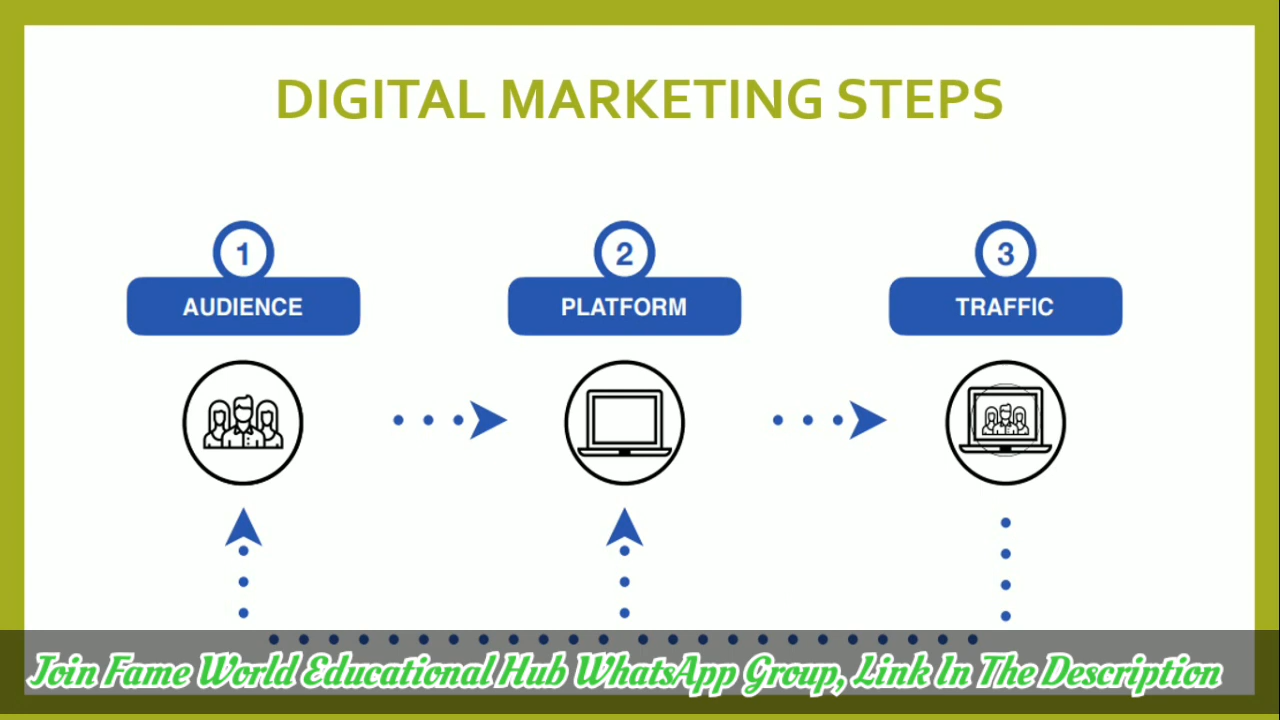 DIGITAL MARKETING STEPS
1
2
3
AUDIENCE
PLATFORM
TRAFFIC
Join Fame World Educational Hub WhatsApp Group, Link In The Description